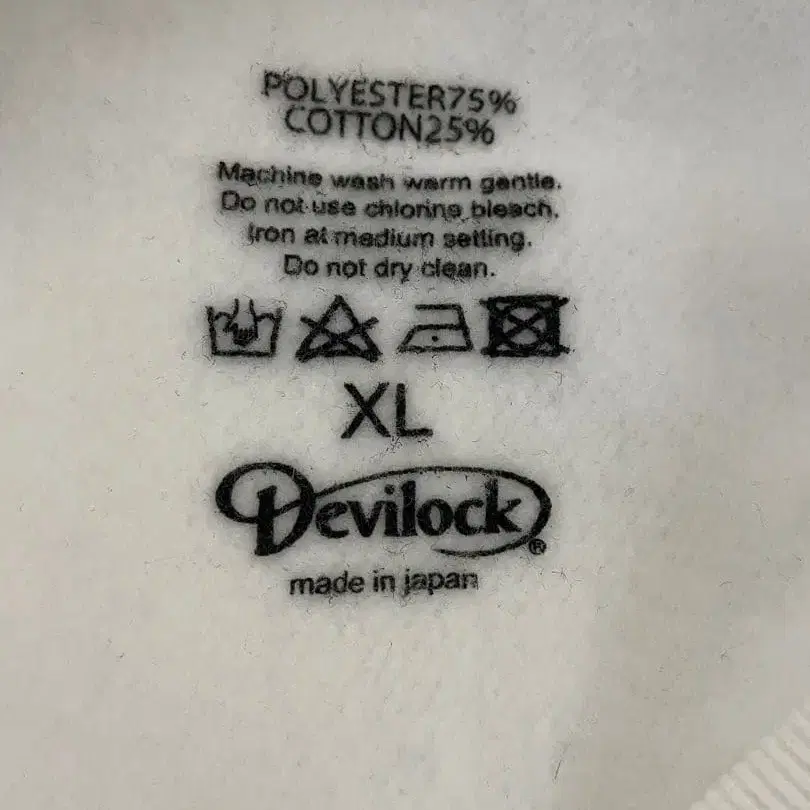 POLYESTER75%
COTTON25%
Machine wash warm gentle.
Do not use chlorine bleach.
Iron at medium setting.
Do not dry clean.
XL
Devilock®
made in japan